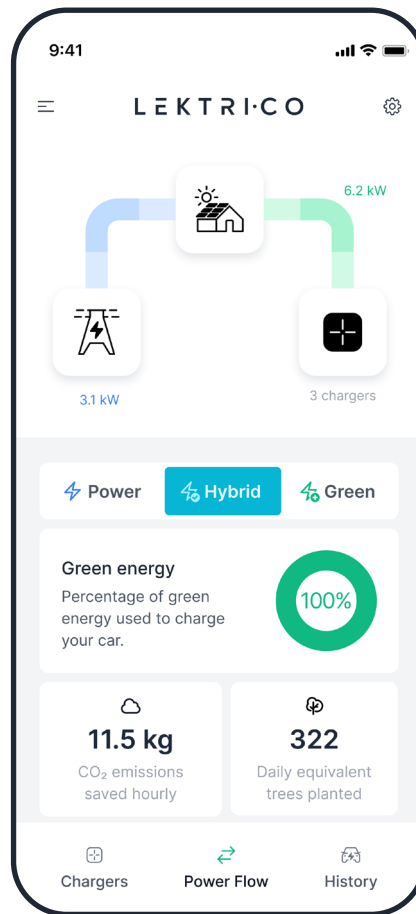 9:41
LEKTRI·CO
6.2 kW
3.1 kW
3 chargers
Power
Hybrid
Green
Green energy
Percentage of green
energy used to charge
your car.
100%
11.5 kg
CO₂ emissions
saved hourly
322
Daily equivalent
trees planted
Chargers
Power Flow
History